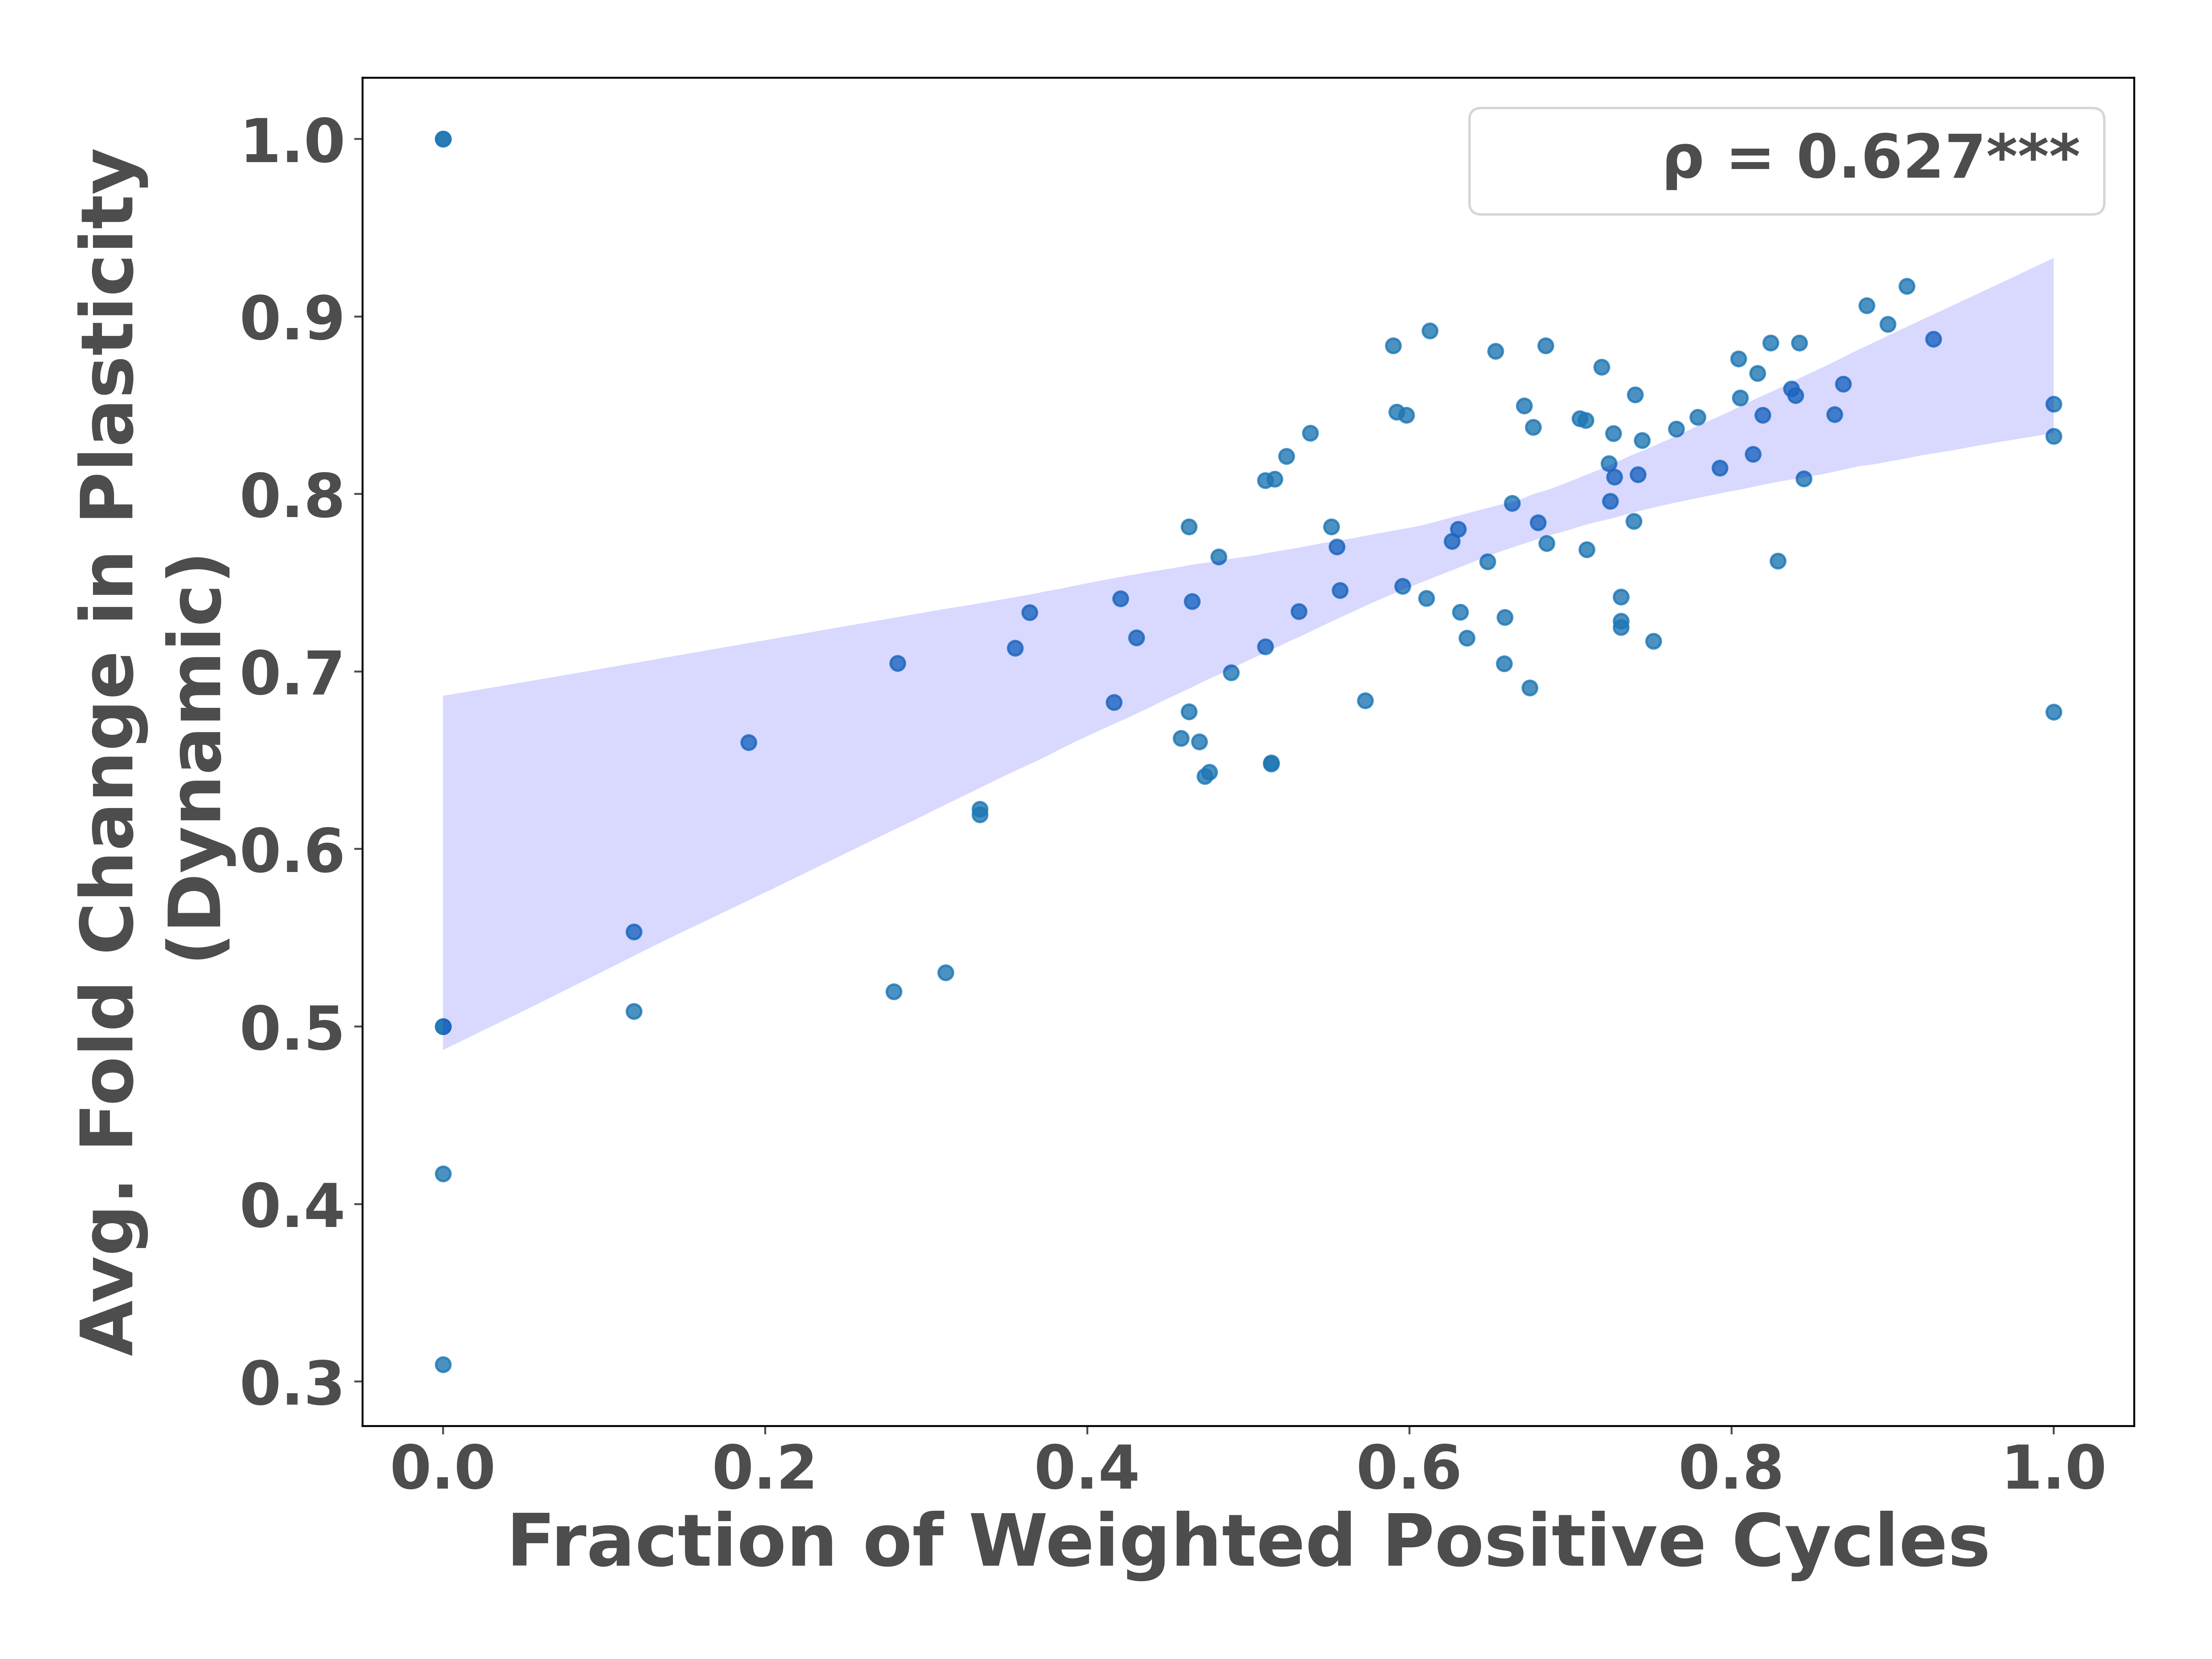 ρ = 0.627***
Avg. Fold Change in Plasticity
(Dynamic)
1.0
0.9
0.8
0.7
0.6
0.5
0.4
0.3
0.0 0.2 0.4 0.6 0.8 1.0
Fraction of Weighted Positive Cycles